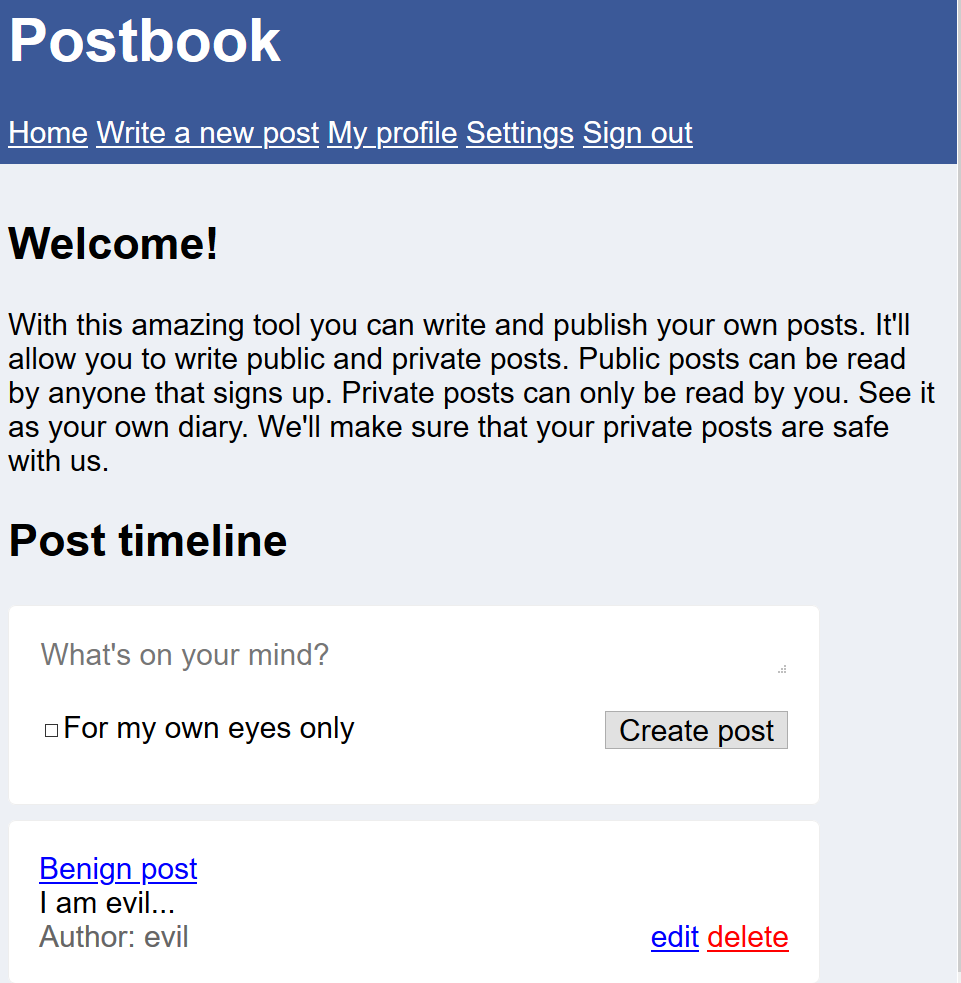 Postbook
Home Write a new post My profile Settings Sign out
Welcome!
With this amazing tool you can write and publish your own posts. It'll
allow you to write public and private posts. Public posts can be read
by anyone that signs up. Private posts can only be read by you. See it
as your own diary. We'll make sure that your private posts are safe
with us.
Post timeline
What's on your mind?
For my own eyes only Create post
Benign post
I am evil...
Author: evil edit delete